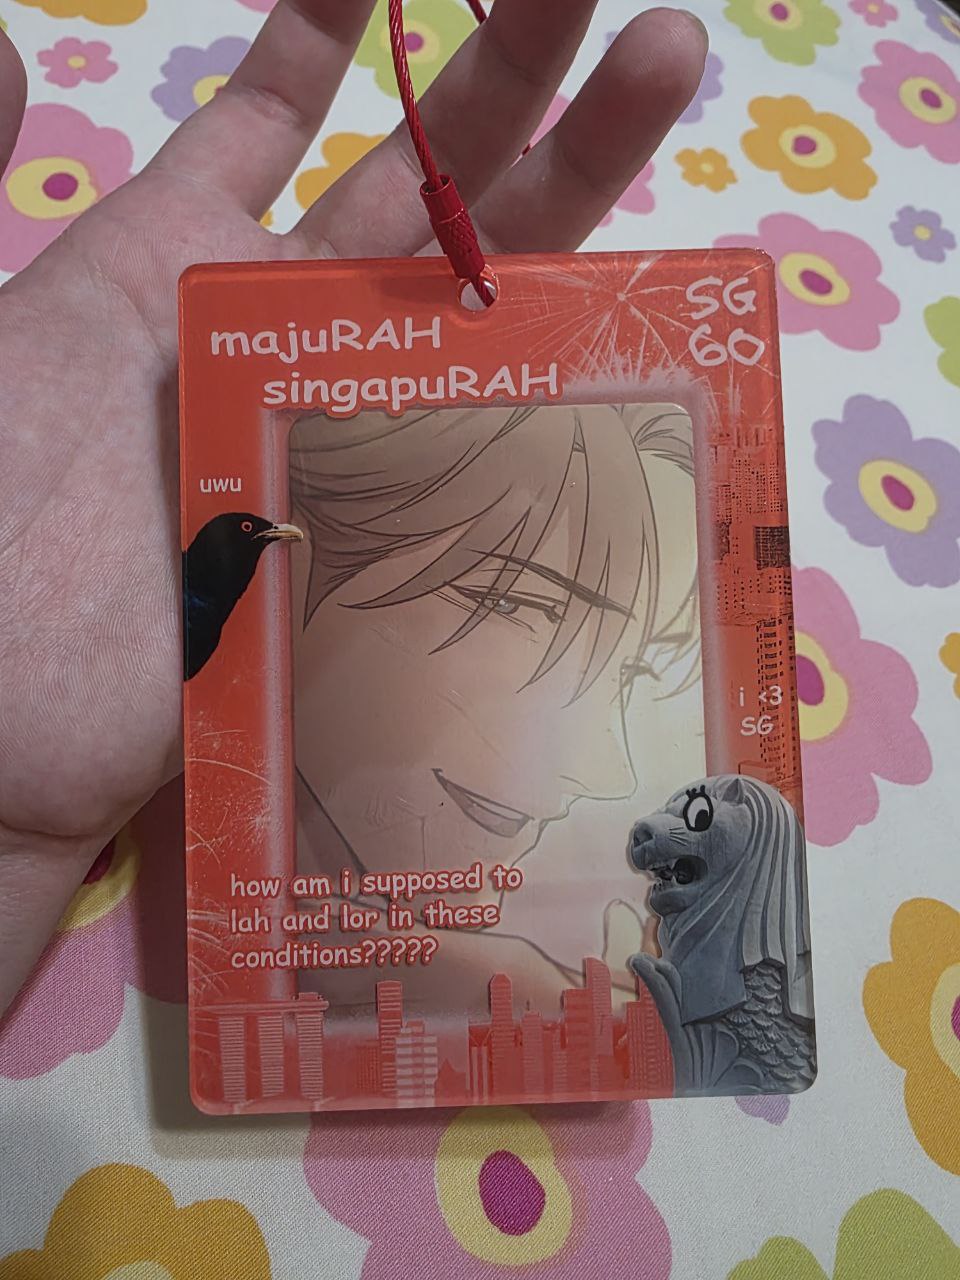 SG
60
majuRAH
singapuRAH
uwu
i <3
SG
how am i supposed to
lah and lor in these
conditions?????